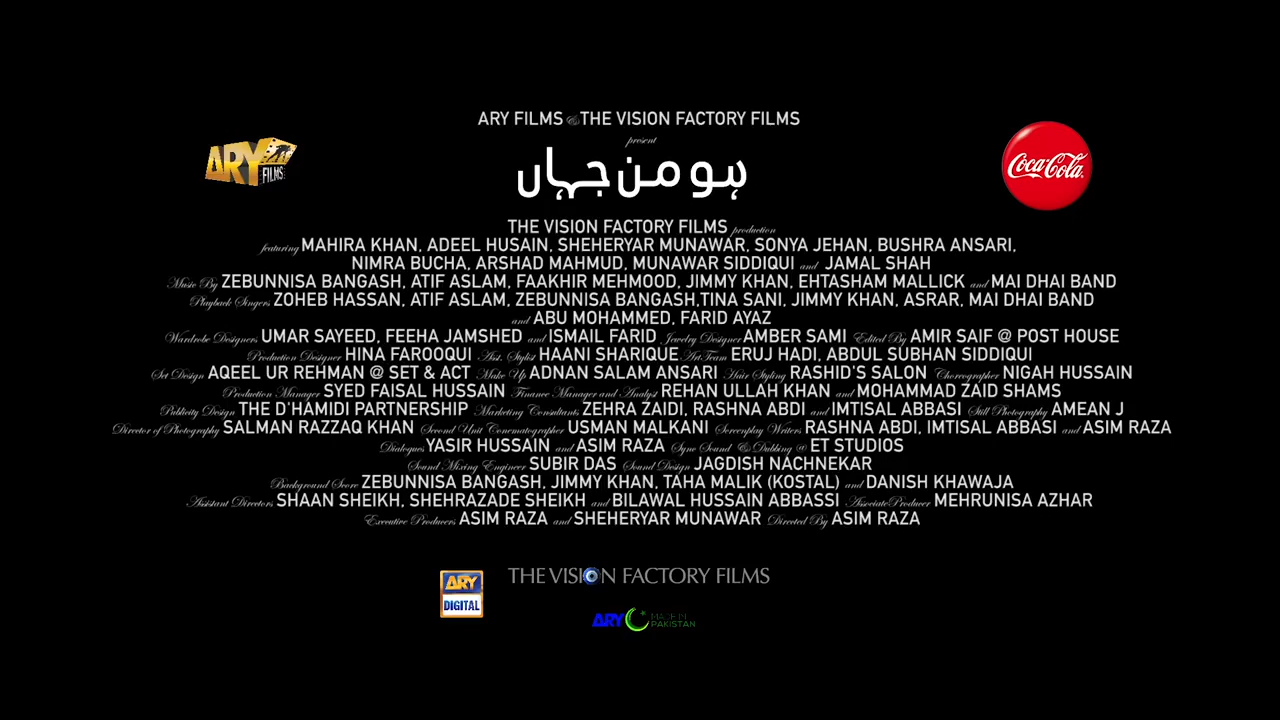 ARY FILMS & THE VISION FACTORY FILMS
present
ہو من جہاں
ARY
FILMS
Coca-Cola
THE VISION FACTORY FILMS production
featuring MAHIRA KHAN, ADEEL HUSAIN, SHEHERYAR MUNAWAR, SONYA JEHAN, BUSHRA ANSARI,
NIMRA BUCHA, ARSHAD MAHMUD, MUNAWAR SIDDIQUI and JAMAL SHAH
Music By ZEBUNNISA BANGASH, ATIF ASLAM, FAAKHIR MEHMOOD, JIMMY KHAN, EHTASHAM MALLICK and MAI DHAI BAND
Playback Singers ZOHEB HASSAN, ATIF ASLAM, ZEBUNNISA BANGASH,TINA SANI, JIMMY KHAN, ASRAR, MAI DHAI BAND
and ABU MOHAMMED, FARID AYAZ
Wardrobe Designers UMAR SAYEED, FEEHA JAMSHED and ISMAIL FARID Jewelry Designer AMBER SAMI Edited By AMIR SAIF @ POST HOUSE
Production Designer HINA FAROOQUI Asst. Stylist HAANI SHARIQUE Art Team ERUJ HADI, ABDUL SUBHAN SIDDIQUI
Set Design AQEEL UR REHMAN @ SET & ACT Make Up ADNAN SALAM ANSARI Hair Styling RASHID'S SALON Choreographer NIGAH HUSSAIN
Production Manager SYED FAISAL HUSSAIN Finance Manager and Analyst REHAN ULLAH KHAN and MOHAMMAD ZAID SHAMS
Publicity Design THE D'HAMIDI PARTNERSHIP Marketing Consultants ZEHRA ZAIDI, RASHNA ABDI and IMTISAL ABBASI Still Photography AMEAN J
Director of Photography SALMAN RAZZAQ KHAN Second Unit Cinematographer USMAN MALKANI Screenplay Writers RASHNA ABDI, IMTISAL ABBASI and ASIM RAZA
Dialogues YASIR HUSSAIN and ASIM RAZA Sync Sound & Dubbing @ ET STUDIOS
Sound Mixing Engineer SUBIR DAS Sound Design JAGDISH NACHNEKAR
Background Score ZEBUNNISA BANGASH, JIMMY KHAN, TAHA MALIK (KOSTAL) and DANISH KHAWAJA
Assistant Directors SHAAN SHEIKH, SHEHRAZADE SHEIKH and BILAWAL HUSSAIN ABBASSI Associate Producer MEHRUNISA AZHAR
Executive Producers ASIM RAZA and SHEHERYAR MUNAWAR Directed By ASIM RAZA
ARY
DIGITAL
THE VISION FACTORY FILMS
ARY MADE IN
PAKISTAN